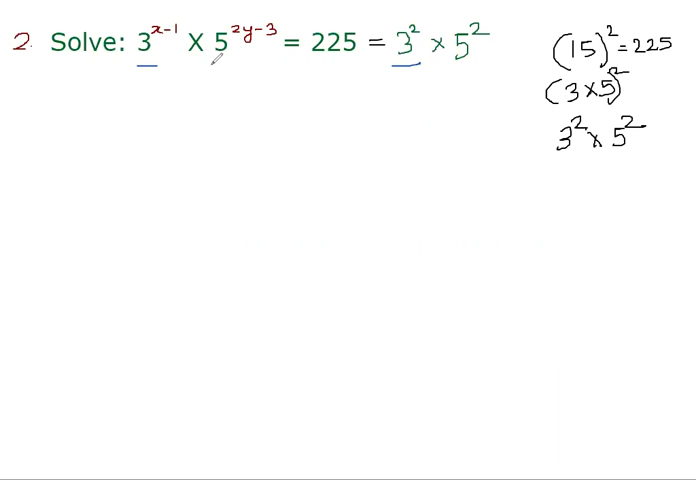 2. Solve: 3^{x-1} X 5^{2y-3} = 225 = 3^2 × 5^2
(15)^2 = 225
(3×5)^2
3^2 × 5^2